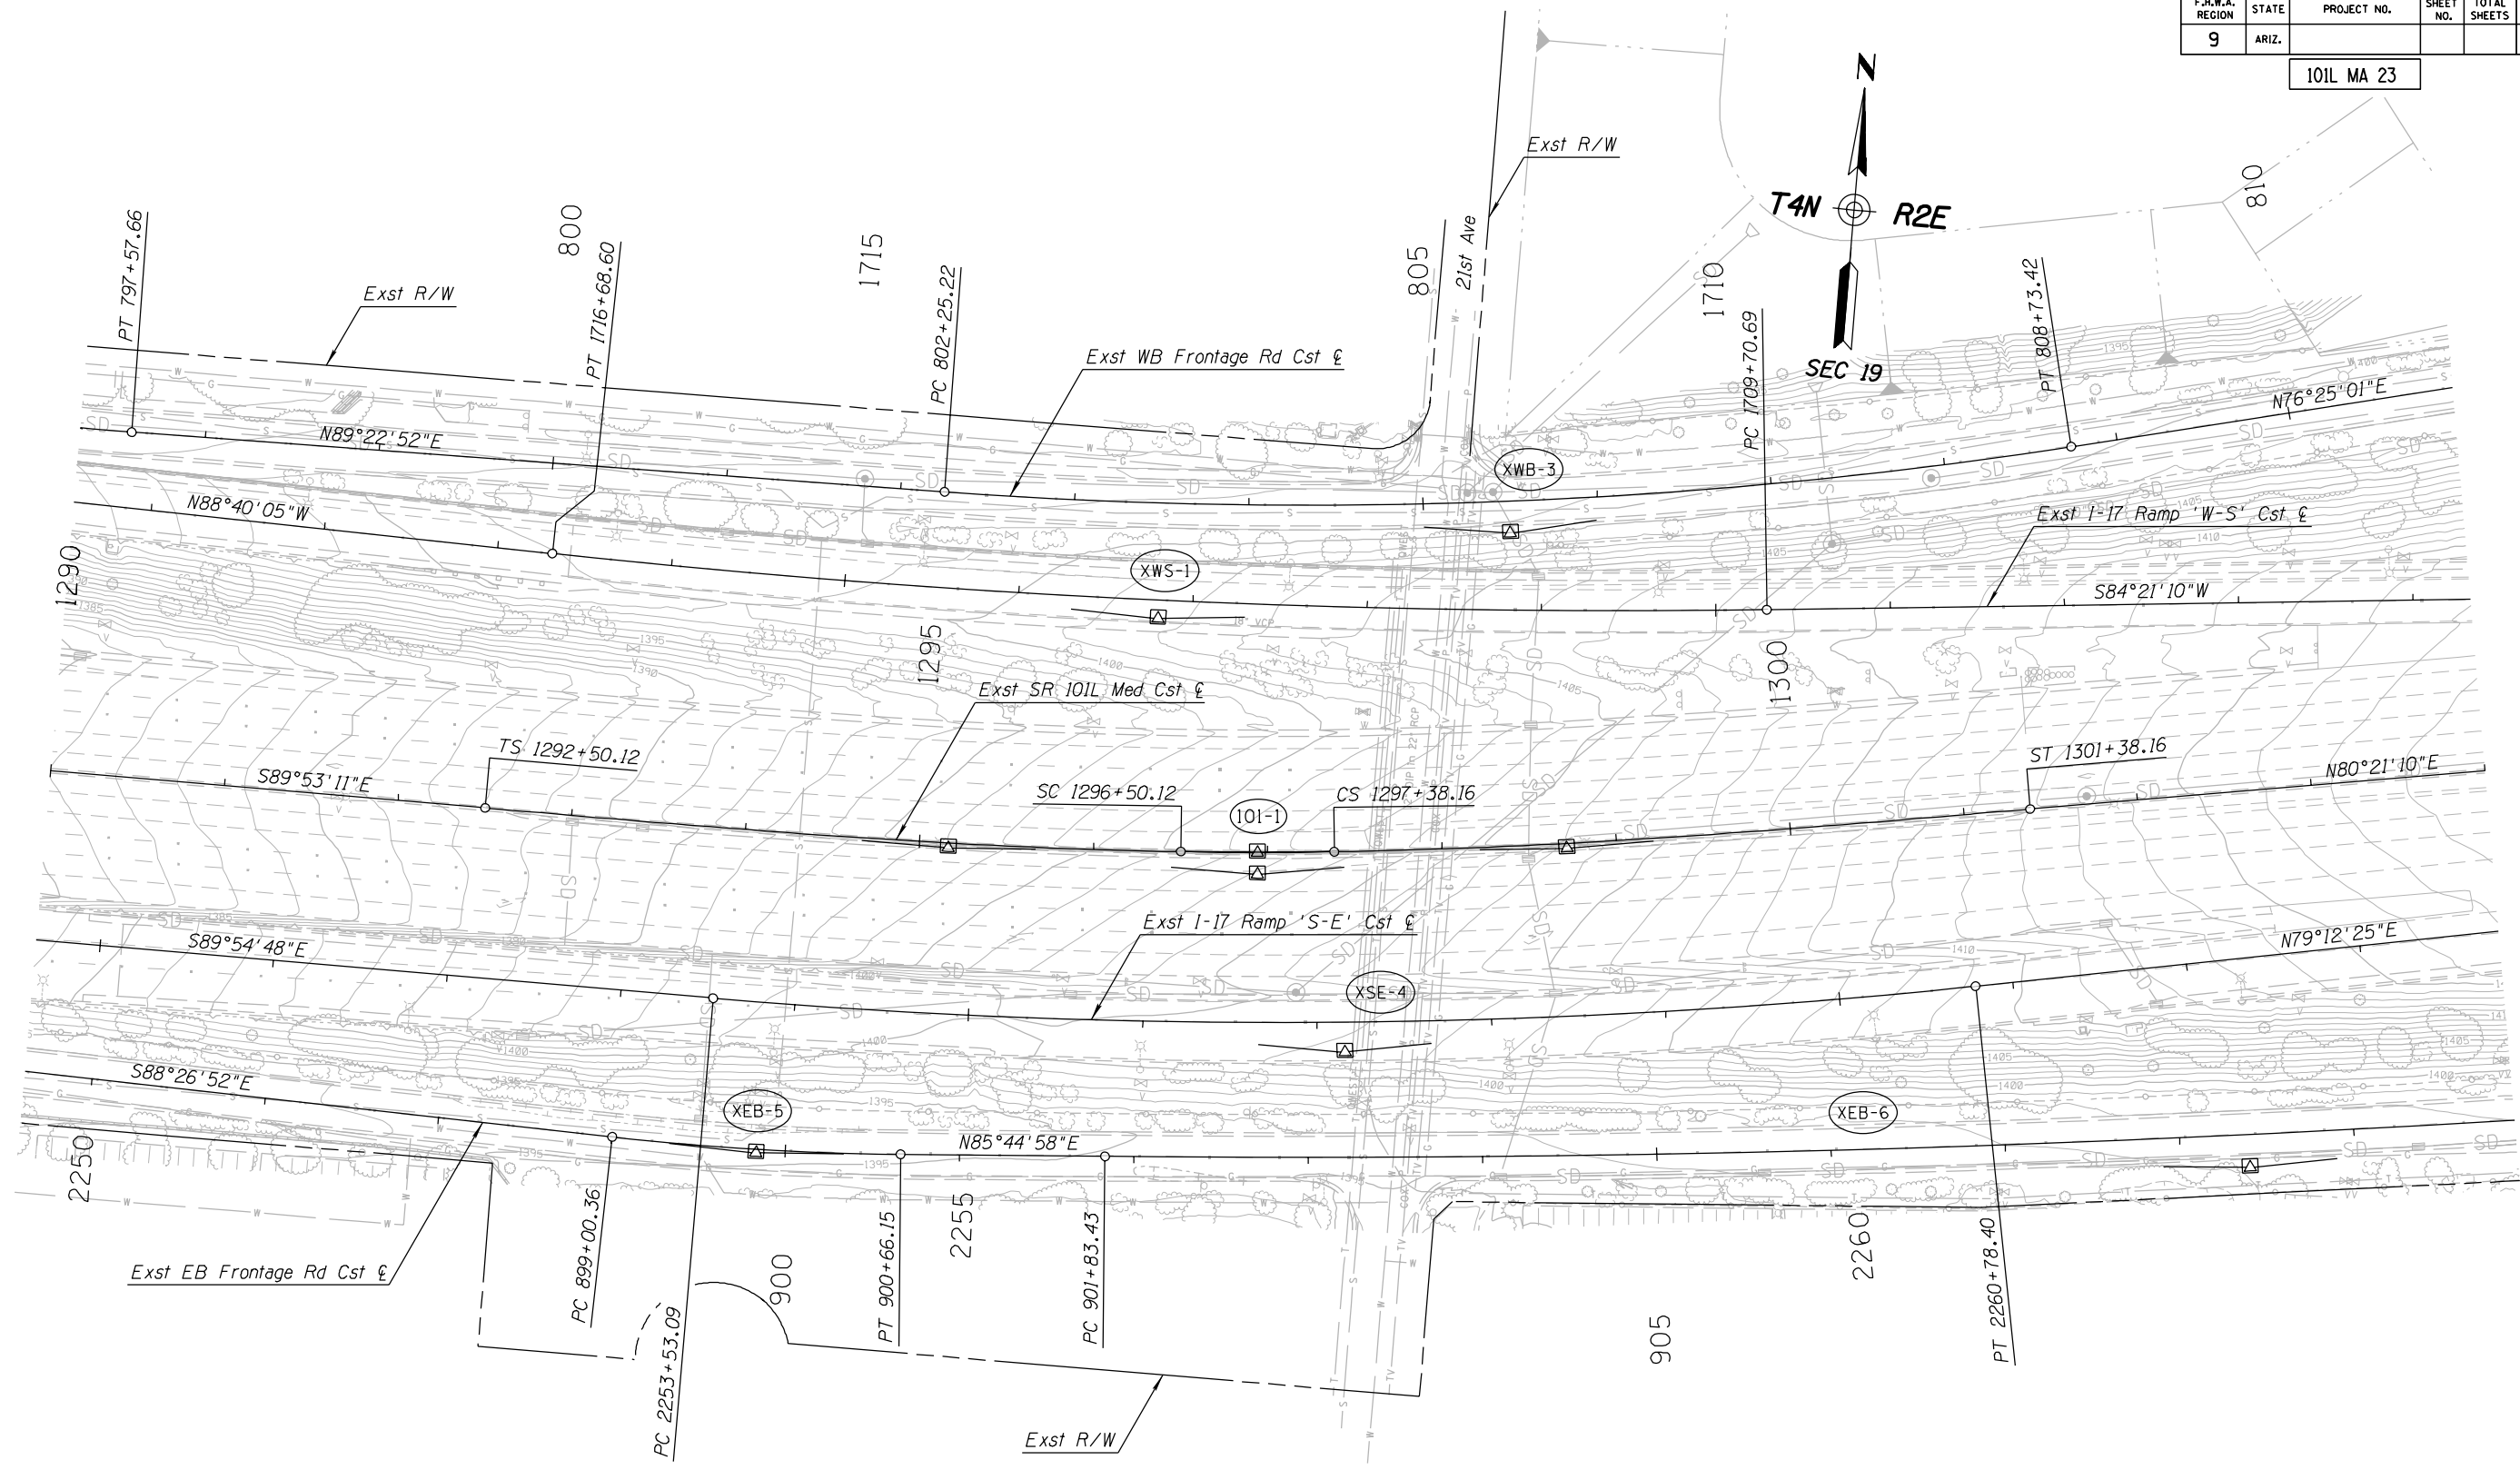 F.H.W.A. REGION
STATE
PROJECT NO.
SHEET NO.
TOTAL SHEETS
9
ARIZ.
101L MA 23
N
T4N
R2E
SEC 19
Exst R/W
21st Ave
PT 797+57.66
800
PT 1716+68.60
1715
PC 802+25.22
805
1710
PC 1709+70.69
PT 808+73.42
810
Exst R/W
Exst WB Frontage Rd Cst ℄
N89°22'52"E
XWB-3
N76°25'01"E
N88°40'05"W
XWS-1
Exst I-17 Ramp 'W-S' Cst ℄
S84°21'10"W
1290
1295
1300
Exst SR 101L Med Cst ℄
TS 1292+50.12
S89°53'11"E
SC 1296+50.12
101-1
CS 1297+38.16
ST 1301+38.16
N80°21'10"E
Exst I-17 Ramp 'S-E' Cst ℄
S89°54'48"E
XSE-4
N79°12'25"E
S88°26'52"E
XEB-5
N85°44'58"E
XEB-6
2250
2255
2260
PC 899+00.36
PC 2253+53.09
900
PT 900+66.15
PC 901+83.43
905
PT 2260+78.40
Exst EB Frontage Rd Cst ℄
Exst R/W
1385
1390
1395
1400
1405
1410
18" VCP